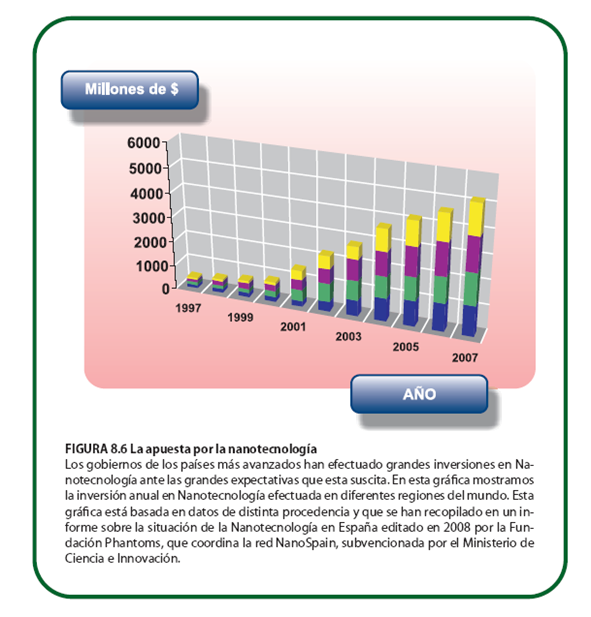 Millones de $
6000
5000
4000
3000
2000
1000
0
1997
1999
2001
2003
2005
2007
AÑO
FIGURA 8.6 La apuesta por la nanotecnología
Los gobiernos de los países más avanzados han efectuado grandes inversiones en Na-
notecnología ante las grandes expectativas que esta suscita. En esta gráfica mostramos
la inversión anual en Nanotecnología efectuada en diferentes regiones del mundo. Esta
gráfica está basada en datos de distinta procedencia y que se han recopilado en un in-
forme sobre la situación de la Nanotecnología en España editado en 2008 por la Fun-
dación Phantoms, que coordina la red NanoSpain, subvencionada por el Ministerio de
Ciencia e Innovación.